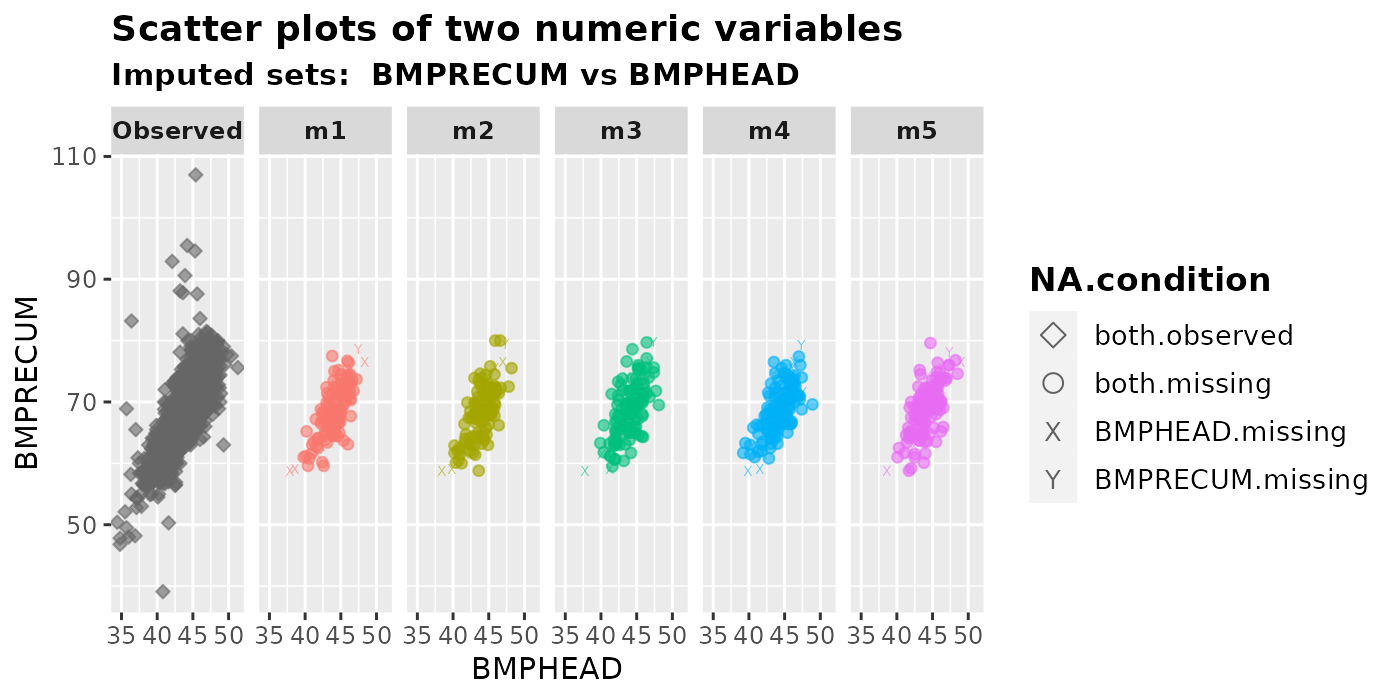 Scatter plots of two numeric variables
Imputed sets:  BMPRECUM vs BMPHEAD
Observed m1 m2 m3 m4 m5
110
90
70
50
BMPRECUM
35 40 45 50 35 40 45 50 35 40 45 50 35 40 45 50 35 40 45 50 35 40 45 50
BMPHEAD
NA.condition
both.observed
both.missing
X BMPHEAD.missing
Y BMPRECUM.missing